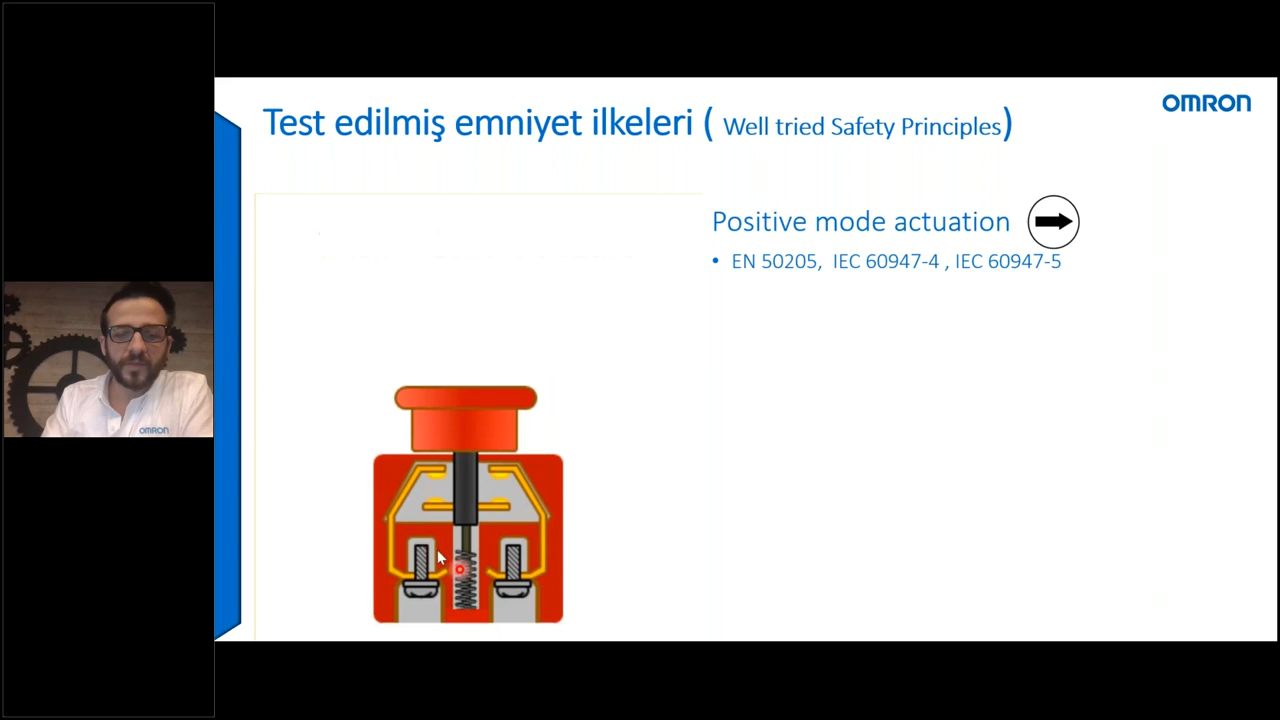 Test edilmiş emniyet ilkeleri ( Well tried Safety Principles)
OMRON
Positive mode actuation
• EN 50205, IEC 60947-4 , IEC 60947-5
OMRON